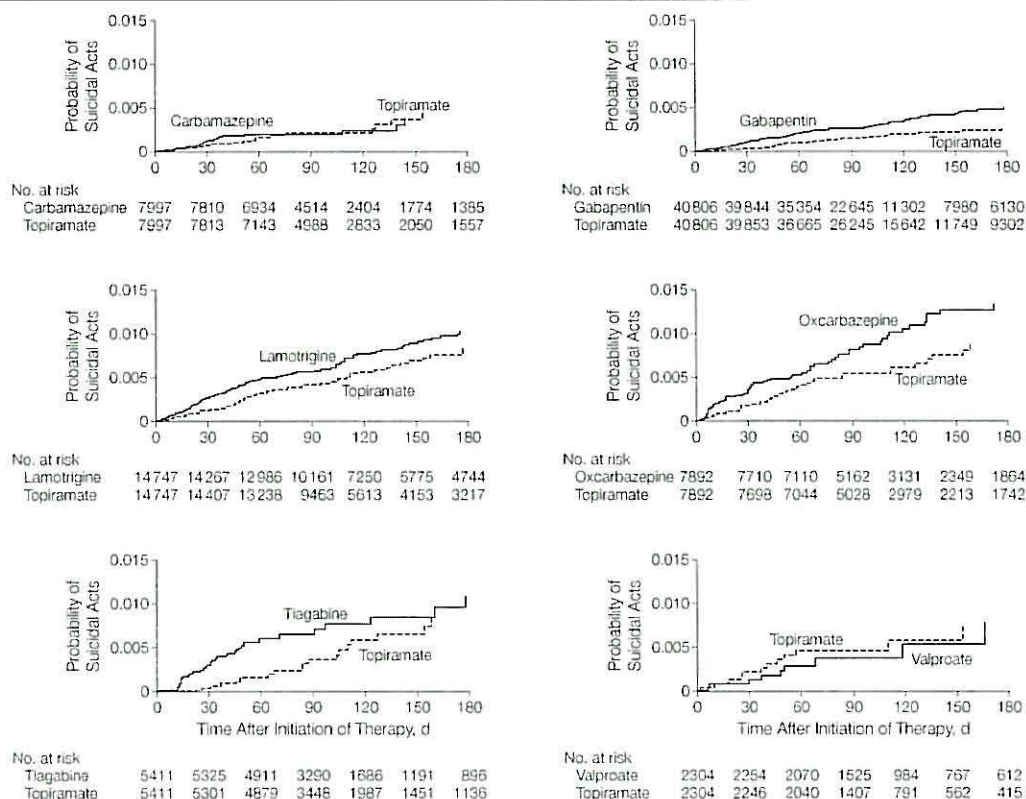 Probability of
Suicidal Acts
0.015
0.010
0.005
0
Carbamazepine
Topiramate
0 30 60 90 120 150 180
No. at risk
Carbamazepine 7997 7810 6934 4514 2404 1774 1385
Topiramate 7997 7813 7143 4988 2833 2050 1557
Probability of
Suicidal Acts
0.015
0.010
0.005
0
Gabapentin
Topiramate
0 30 60 90 120 150 180
No. at risk
Gabapentin 40806 39844 35354 22645 11302 7980 6130
Topiramate 40806 39853 36665 26245 15642 11749 9302
Probability of
Suicidal Acts
0.015
0.010
0.005
0
Lamotrigine
Topiramate
0 30 60 90 120 150 180
No. at risk
Lamotrigine 14747 14267 12986 10161 7250 5775 4744
Topiramate 14747 14407 13238 9463 5613 4153 3217
Probability of
Suicidal Acts
0.015
0.010
0.005
0
Oxcarbazepine
Topiramate
0 30 60 90 120 150 180
No. at risk
Oxcarbazepine 7892 7710 7110 5162 3131 2349 1864
Topiramate 7892 7698 7044 5028 2979 2213 1742
Probability of
Suicidal Acts
0.015
0.010
0.005
0
Tiagabine
Topiramate
0 30 60 90 120 150 180
Time After Initiation of Therapy, d
No. at risk
Tiagabine 5411 5325 4911 3290 1686 1191 896
Topiramate 5411 5301 4879 3448 1987 1451 1136
Probability of
Suicidal Acts
0.015
0.010
0.005
0
Topiramate
Valproate
0 30 60 90 120 150 180
Time After Initiation of Therapy, d
No. at risk
Valproate 2304 2254 2070 1525 984 767 612
Topiramate 2304 2246 2040 1407 791 562 415